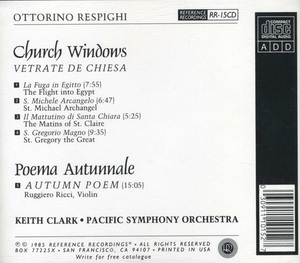 OTTORINO RESPIGHI
REFERENCE RECORDINGS
RR-15CD
COMPACT
disc
DIGITAL AUDIO
ADD
Church Windows
VETRATE DE CHIESA
1 La Fuga in Egitto (7:55)
The Flight into Egypt
2 S. Michele Arcangelo (6:47)
St. Michael Archangel
3 Il Mattutino di Santa Chiara (5:25)
The Matins of St. Claire
4 S. Gregorio Magno (9:35)
St. Gregory the Great
Poema Autunnale
5 AUTUMN POEM (15:05)
Ruggiero Ricci, Violin
KEITH CLARK • PACIFIC SYMPHONY ORCHESTRA
© ℗ 1985 REFERENCE RECORDINGS • ALL RIGHTS RESERVED
BOX 77225X • SAN FRANCISCO, CA 94107 • MADE IN USA
Write for free catalogue